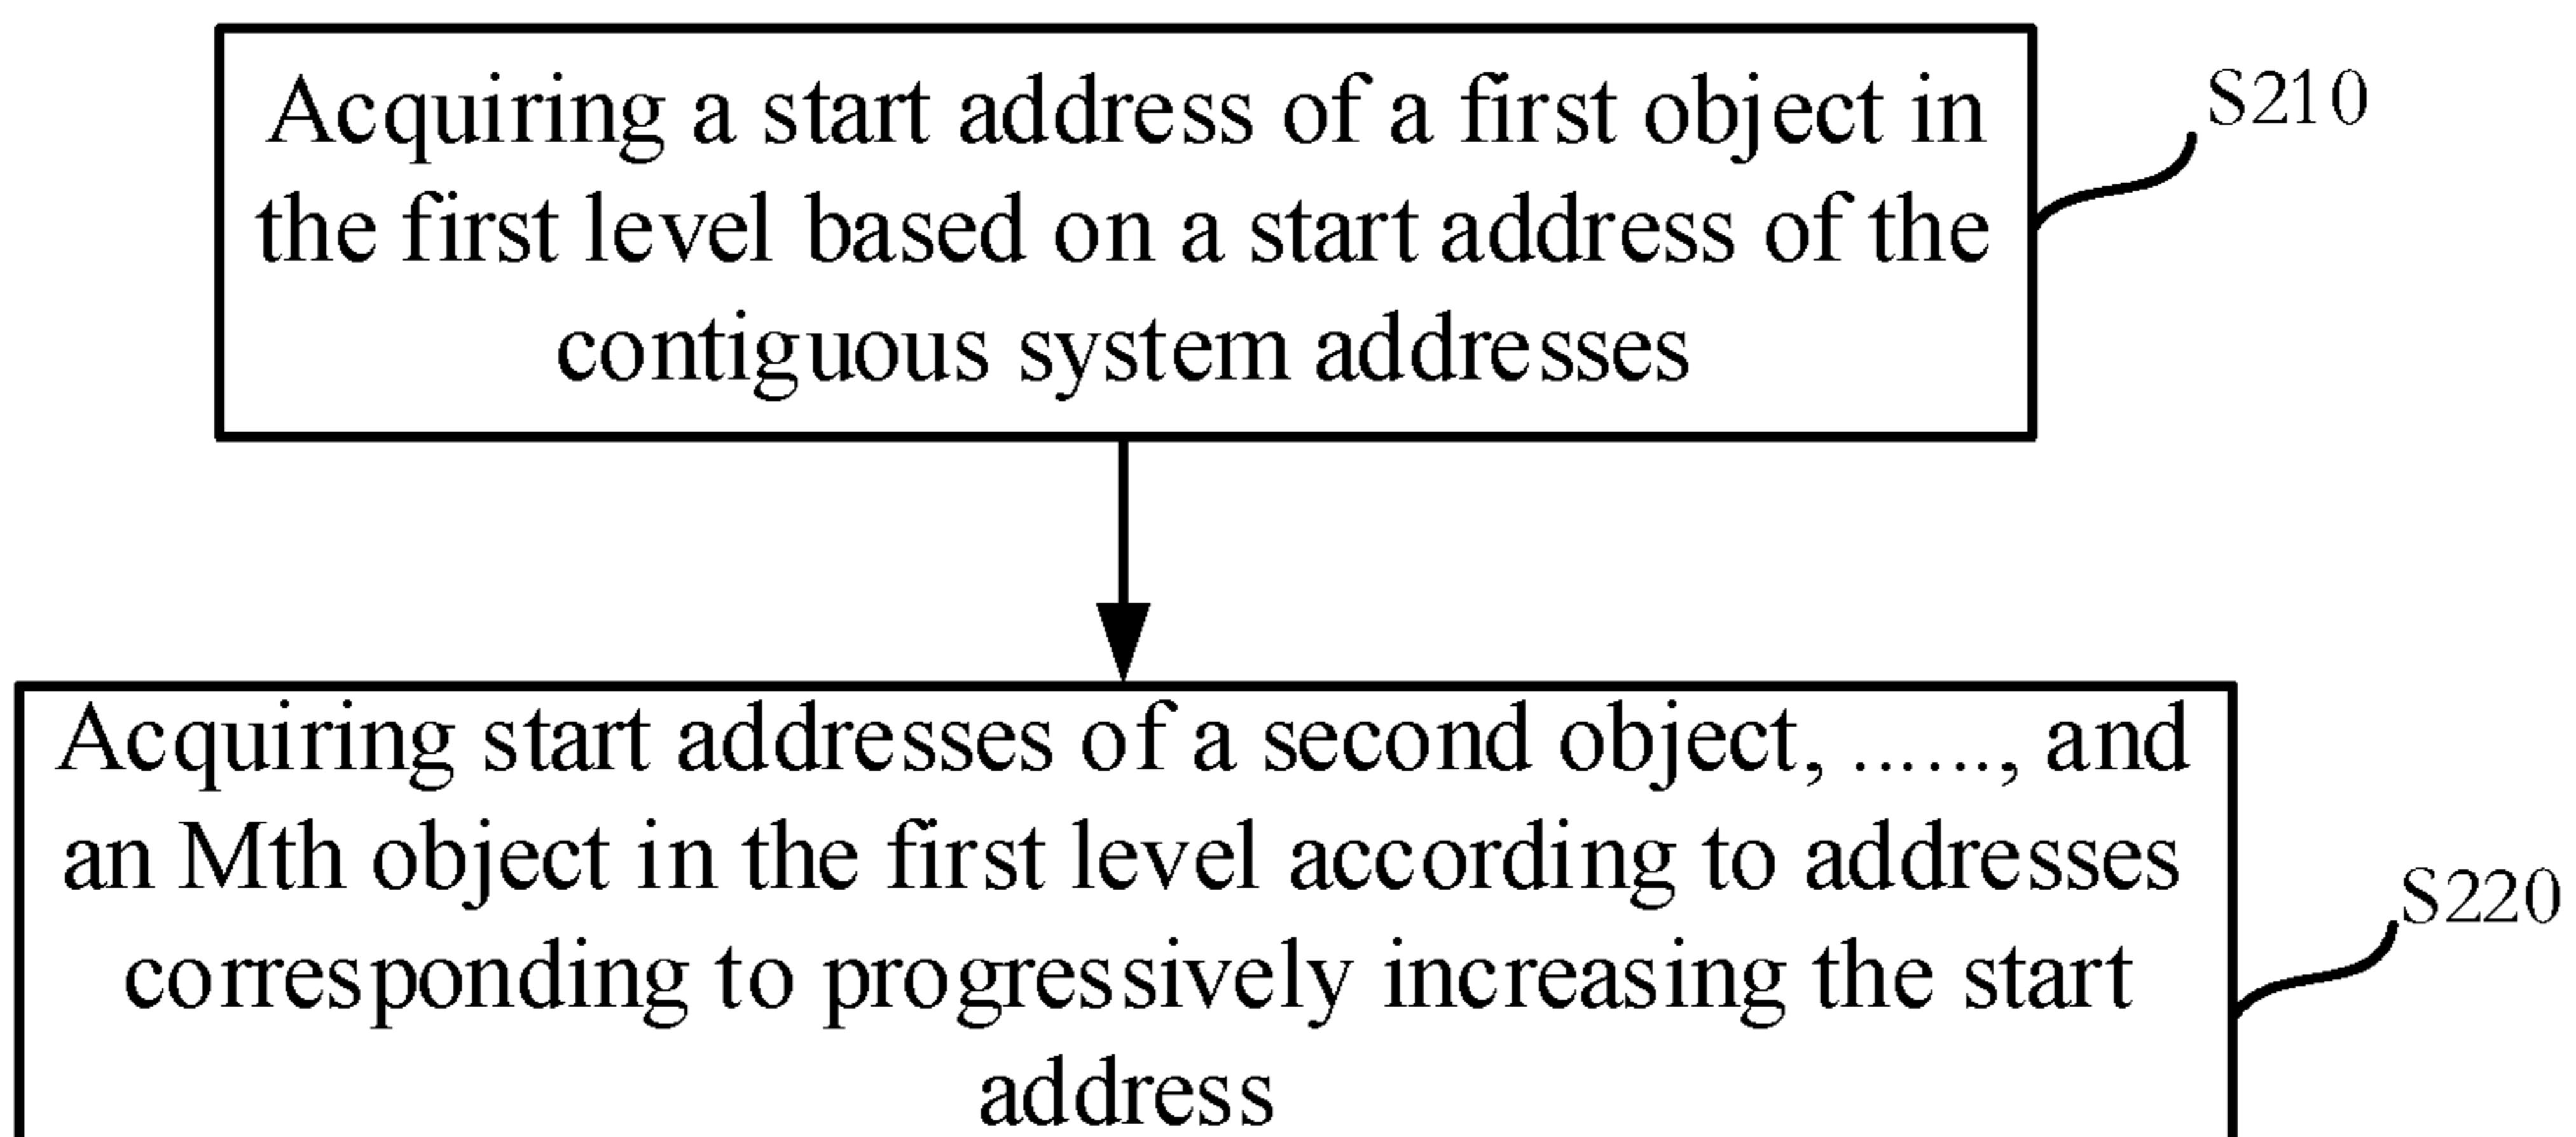 Acquiring a start address of a first object in
the first level based on a start address of the
contiguous system addresses
S210
Acquiring start addresses of a second object, ......, and
an Mth object in the first level according to addresses
corresponding to progressively increasing the start
address
S220